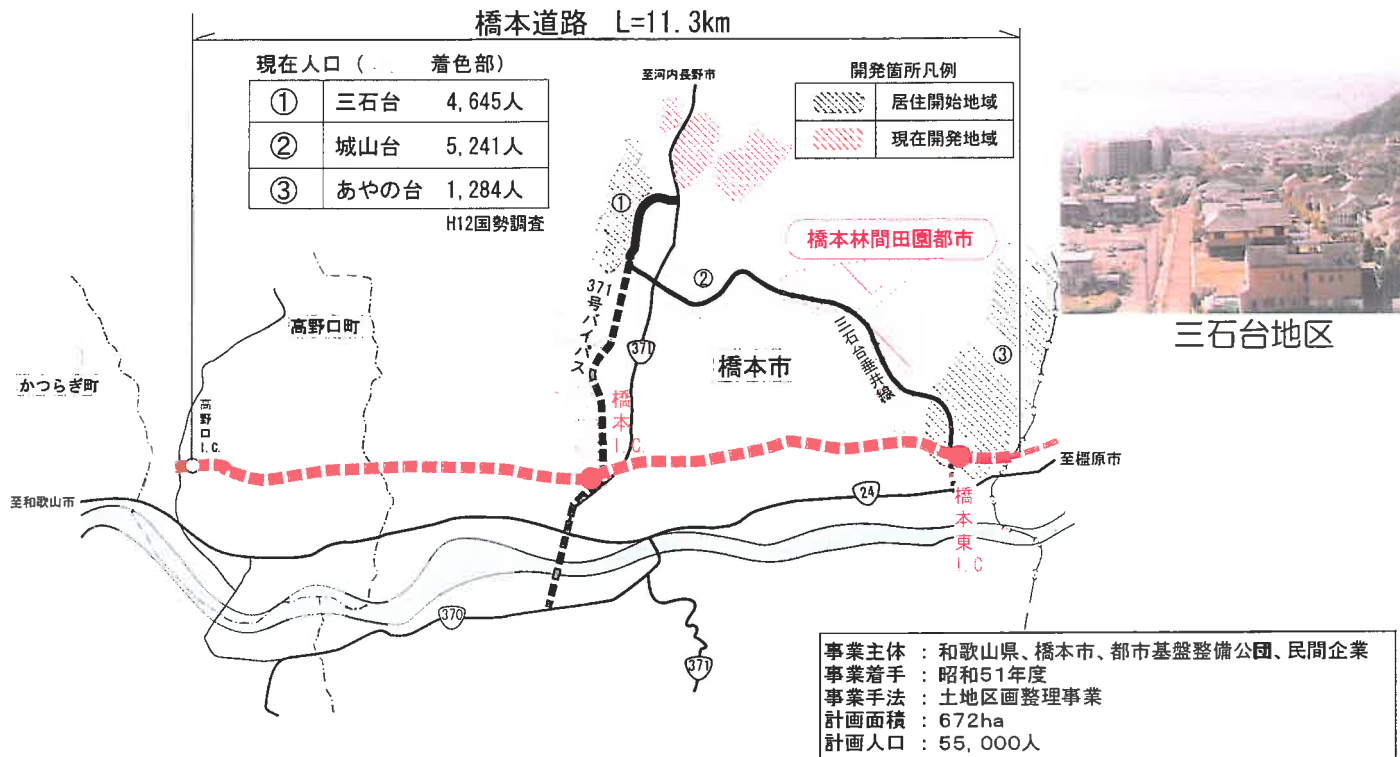 橋本道路 L=11.3km
現在人口( 着色部)
① 三石台 4,645人
② 城山台 5,241人
③ あやの台 1,284人
H12国勢調査
至河内長野市
開発箇所凡例
居住開始地域
現在開発地域
①
橋本林間田園都市
②
371号バイパス
高野口町
371
三石台垂井線
③
三石台地区
橋本市
かつらぎ町
高野口I.C.
橋本I.C.
至橿原市
至和歌山市
24
橋本東I.C
370
371
事業主体 : 和歌山県、橋本市、都市基盤整備公団、民間企業
事業着手 : 昭和51年度
事業手法 : 土地区画整理事業
計画面積 : 672ha
計画人口 : 55,000人